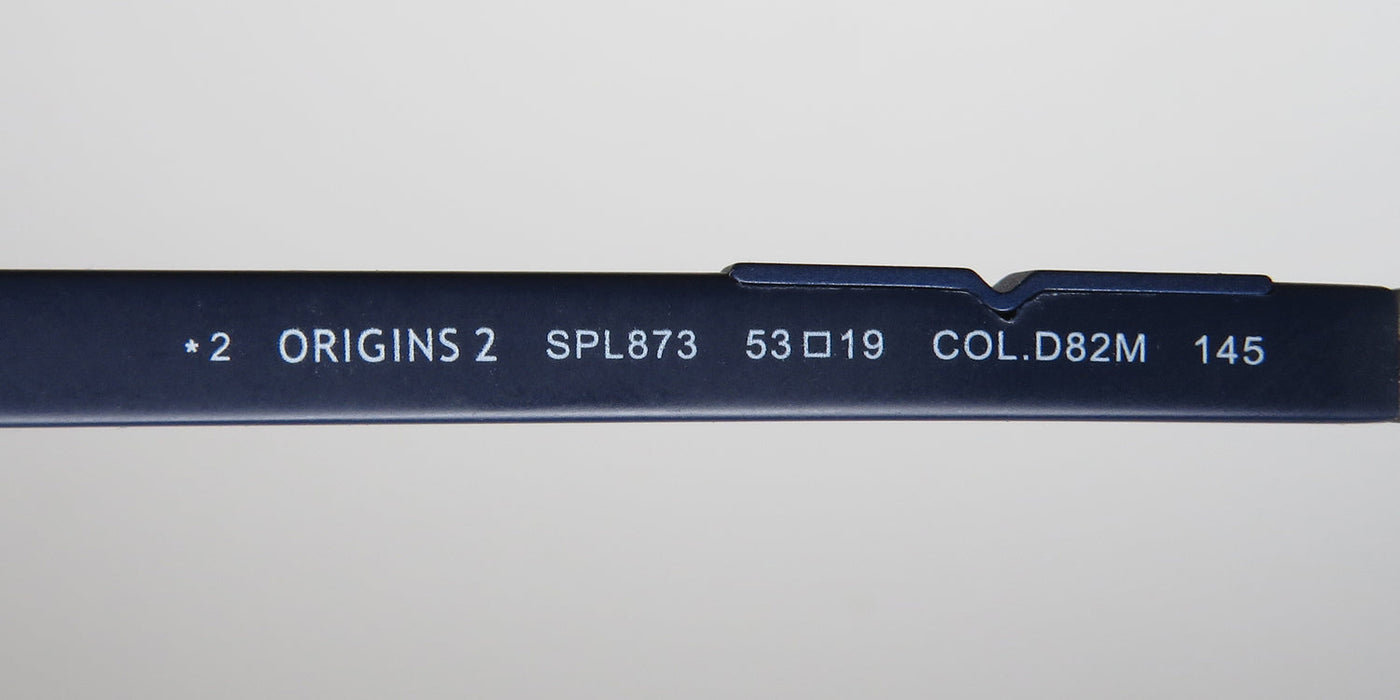 *2 ORIGINS 2 SPL873 53□19 COL.D82M 145